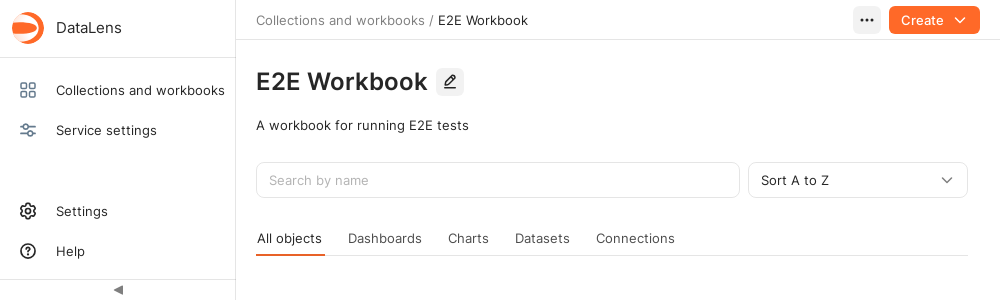 DataLens
Collections and workbooks
Service settings
Settings
Help
Collections and workbooks / E2E Workbook
Create
E2E Workbook
A workbook for running E2E tests
Search by name
Sort A to Z
All objects Dashboards Charts Datasets Connections